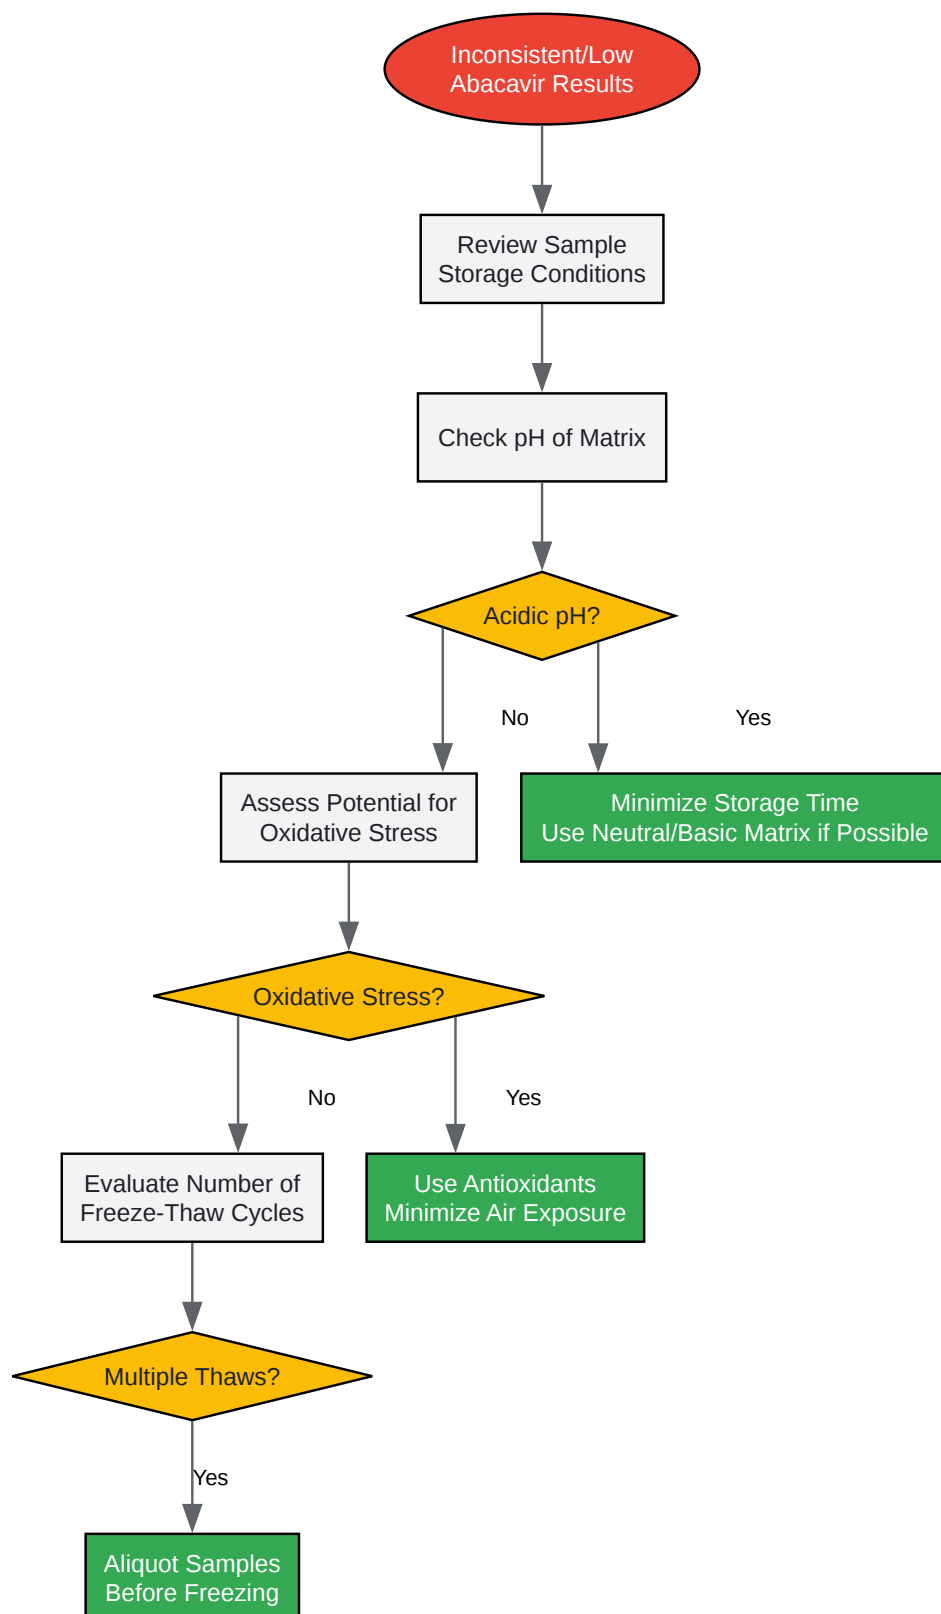 Inconsistent/Low
Abacavir Results
Review Sample
Storage Conditions
Check pH of Matrix
Acidic pH?
No
Yes
Assess Potential for
Oxidative Stress
Minimize Storage Time
Use Neutral/Basic Matrix if Possible
Oxidative Stress?
No
Yes
Evaluate Number of
Freeze-Thaw Cycles
Use Antioxidants
Minimize Air Exposure
Multiple Thaws?
Yes
Aliquot Samples
Before Freezing